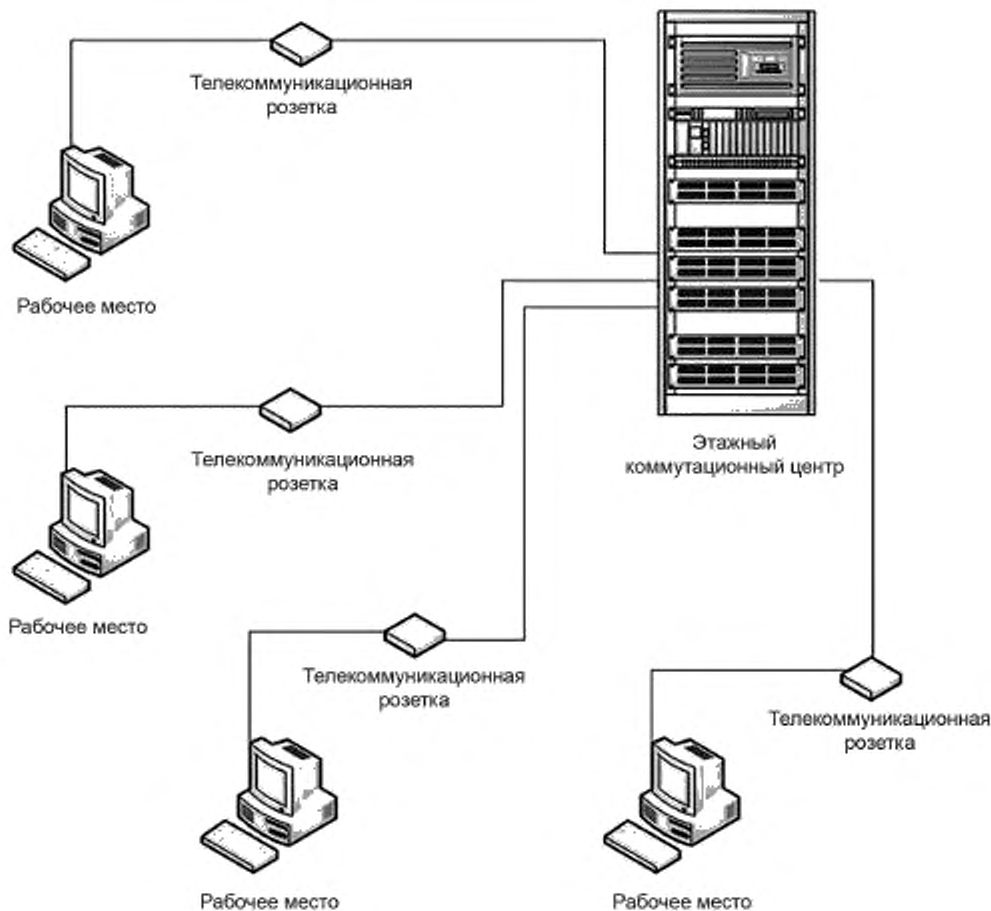 Телекоммуникационная
розетка
Рабочее место
Этажный
коммутационный центр
Телекоммуникационная
розетка
Рабочее место
Телекоммуникационная
розетка
Телекоммуникационная
розетка
Рабочее место
Рабочее место